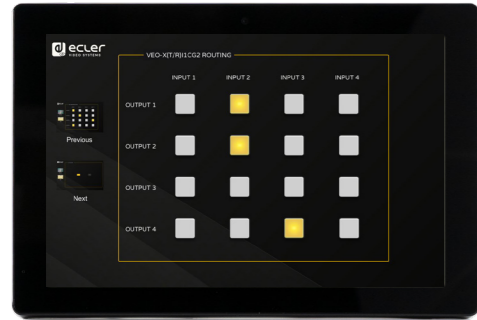 ecler
VIDEO SYSTEMS
VEO-X[T/R]I1CG2 ROUTING
INPUT 1 INPUT 2 INPUT 3 INPUT 4
OUTPUT 1
OUTPUT 2
Previous
OUTPUT 3
Next
OUTPUT 4